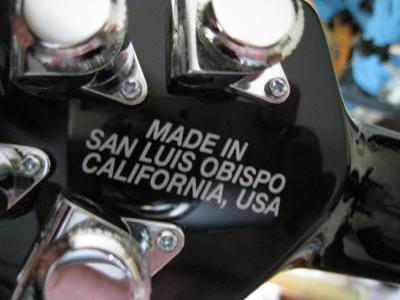 MADE IN
SAN LUIS OBISPO
CALIFORNIA, USA